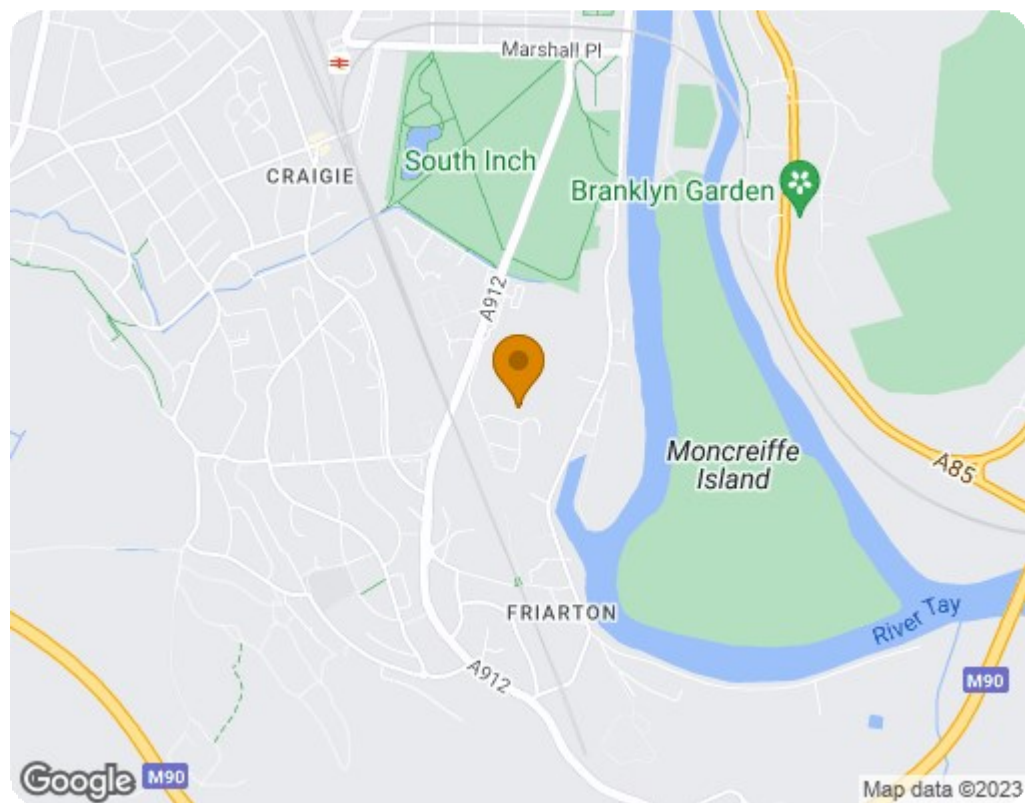 Marshall Pl
South Inch
CRAIGIE
Branklyn Garden
A912
Moncreiffe
Island
A85
FRIARTON
River Tay
A912
M90
Google
M90
Map data ©2023